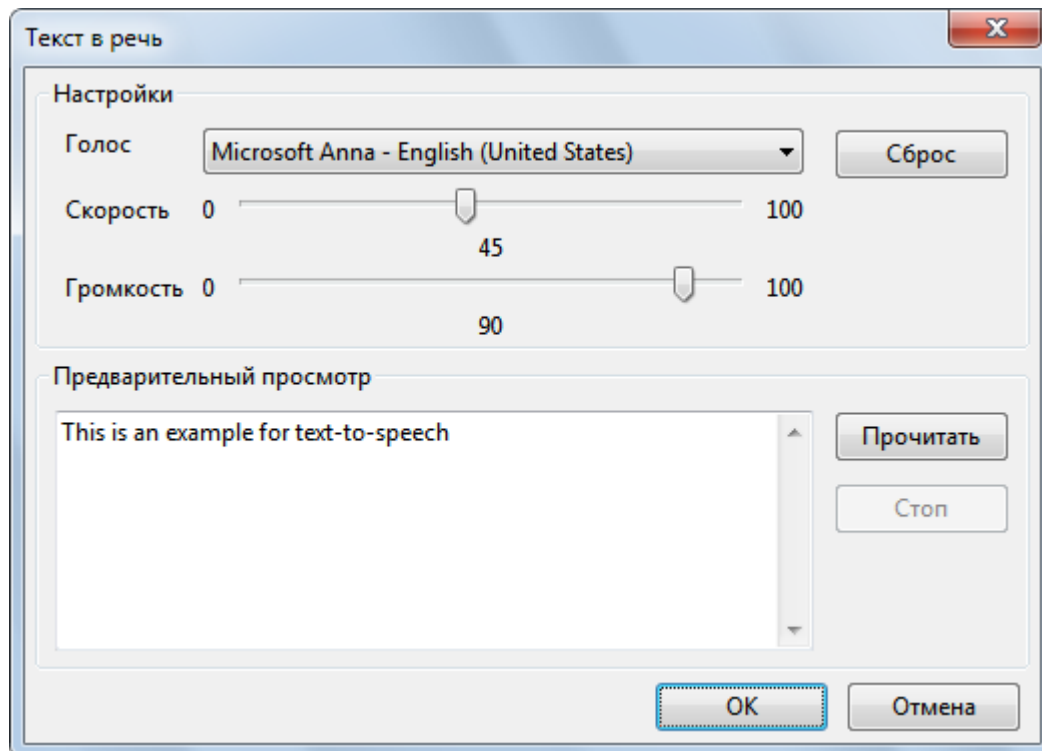 Текст в речь
Настройки
Голос Microsoft Anna - English (United States) Сброс
Скорость 0 100
45
Громкость 0 100
90
Предварительный просмотр
This is an example for text-to-speech Прочитать
Стоп
OK Отмена